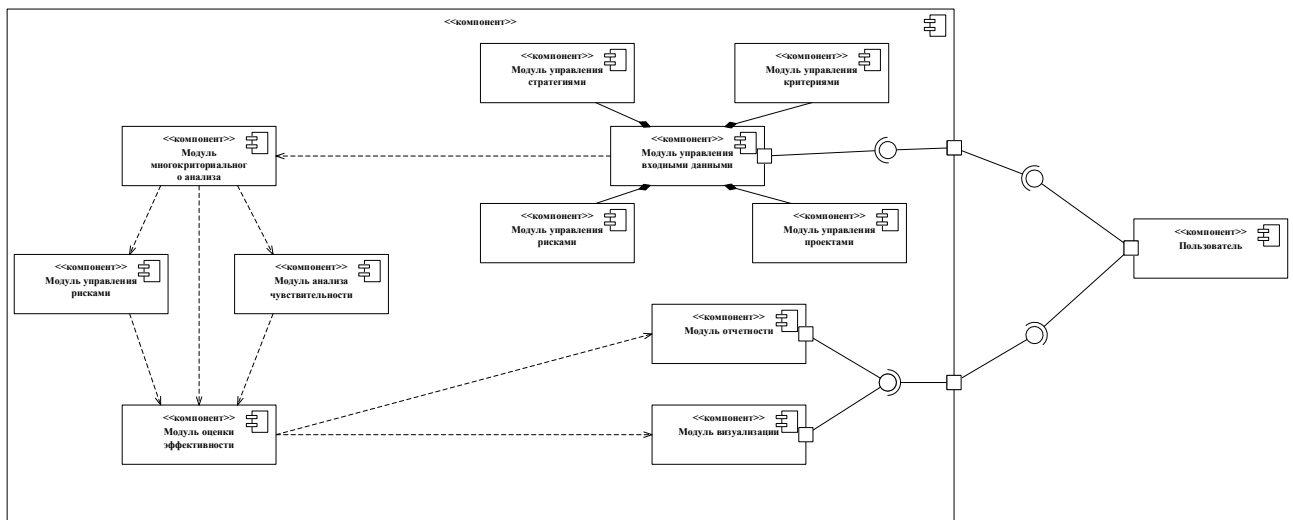 <<компонент>>
<<компонент>>
Модуль управления
стратегиями
<<компонент>>
Модуль управления
критериями
<<компонент>>
Модуль
многокриториальног
о анализа
<<компонент>>
Модуль управления
входными данными
<<компонент>>
Модуль управления
рисками
<<компонент>>
Модуль управления
проектами
<<компонент>>
Пользователь
<<компонент>>
Модуль управления
рисками
<<компонент>>
Модуль анализа
чувствительности
<<компонент>>
Модуль отчетности
<<компонент>>
Модуль оценки
эффективности
<<компонент>>
Модуль визуализации